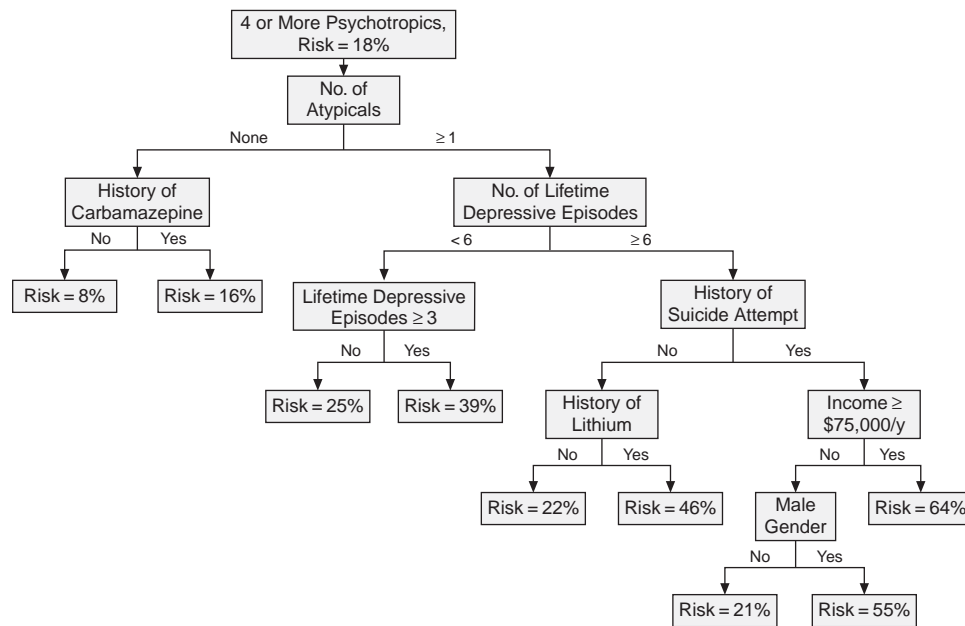 4 or More Psychotropics,
Risk = 18%
No. of
Atypicals
None
≥ 1
History of
Carbamazepine
No. of Lifetime
Depressive Episodes
No
Yes
< 6
≥ 6
Risk = 8%
Risk = 16%
Lifetime Depressive
Episodes ≥ 3
History of
Suicide Attempt
No
Yes
No
Yes
Risk = 25%
Risk = 39%
History of
Lithium
Income ≥
$75,000/y
No
Yes
No
Yes
Risk = 22%
Risk = 46%
Male
Gender
Risk = 64%
No
Yes
Risk = 21%
Risk = 55%